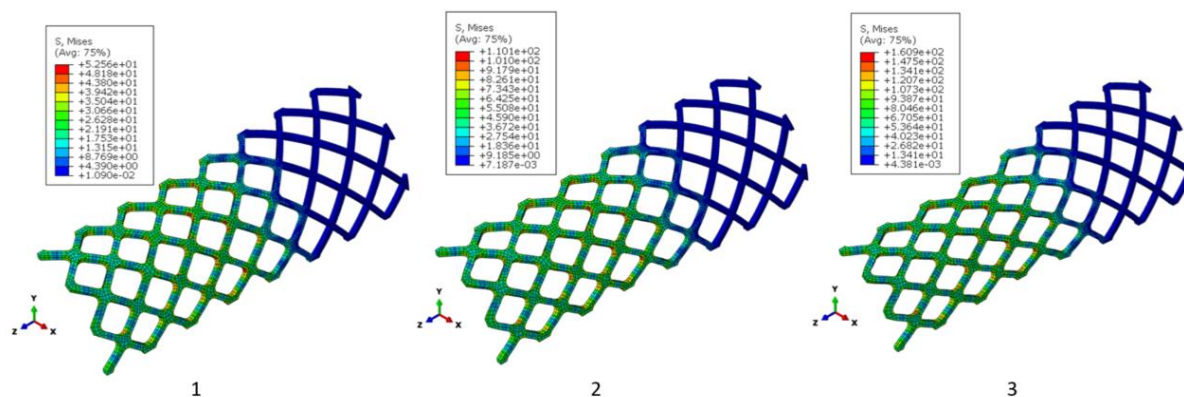 S, Mises
(Avg: 75%)
+5.256e+01
+4.818e+01
+4.380e+01
+3.942e+01
+3.504e+01
+3.066e+01
+2.628e+01
+2.191e+01
+1.753e+01
+1.315e+01
+8.769e+00
+4.390e+00
+1.090e-02
Y
Z
X
1
S, Mises
(Avg: 75%)
+1.101e+02
+1.010e+02
+9.179e+01
+8.261e+01
+7.343e+01
+6.425e+01
+5.508e+01
+4.590e+01
+3.672e+01
+2.754e+01
+1.836e+01
+9.185e+00
+7.187e-03
Y
Z
X
2
S, Mises
(Avg: 75%)
+1.609e+02
+1.475e+02
+1.341e+02
+1.207e+02
+1.073e+02
+9.387e+01
+8.046e+01
+6.705e+01
+5.364e+01
+4.023e+01
+2.682e+01
+1.341e+01
+4.381e-03
Y
Z
X
3